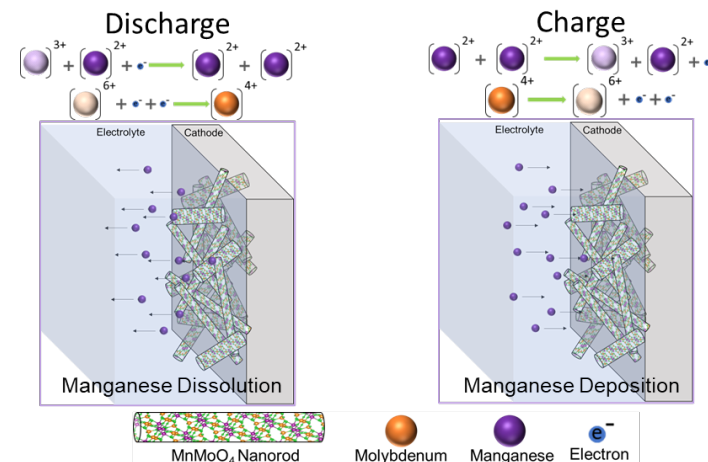 Discharge
Charge
[ ]3+ + [ ]2+ + e- [ ]2+ + [ ]2+
[ ]2+ + [ ]2+ [ ]3+ + [ ]2+ +
[ ]6+ + e- + e- [ ]4+
[ ]4+ [ ]6+ + e- + e-
Electrolyte Cathode
Electrolyte Cathode
Manganese Dissolution
Manganese Deposition
MnMoO4 Nanorod
Molybdenum
Manganese
e-
Electron